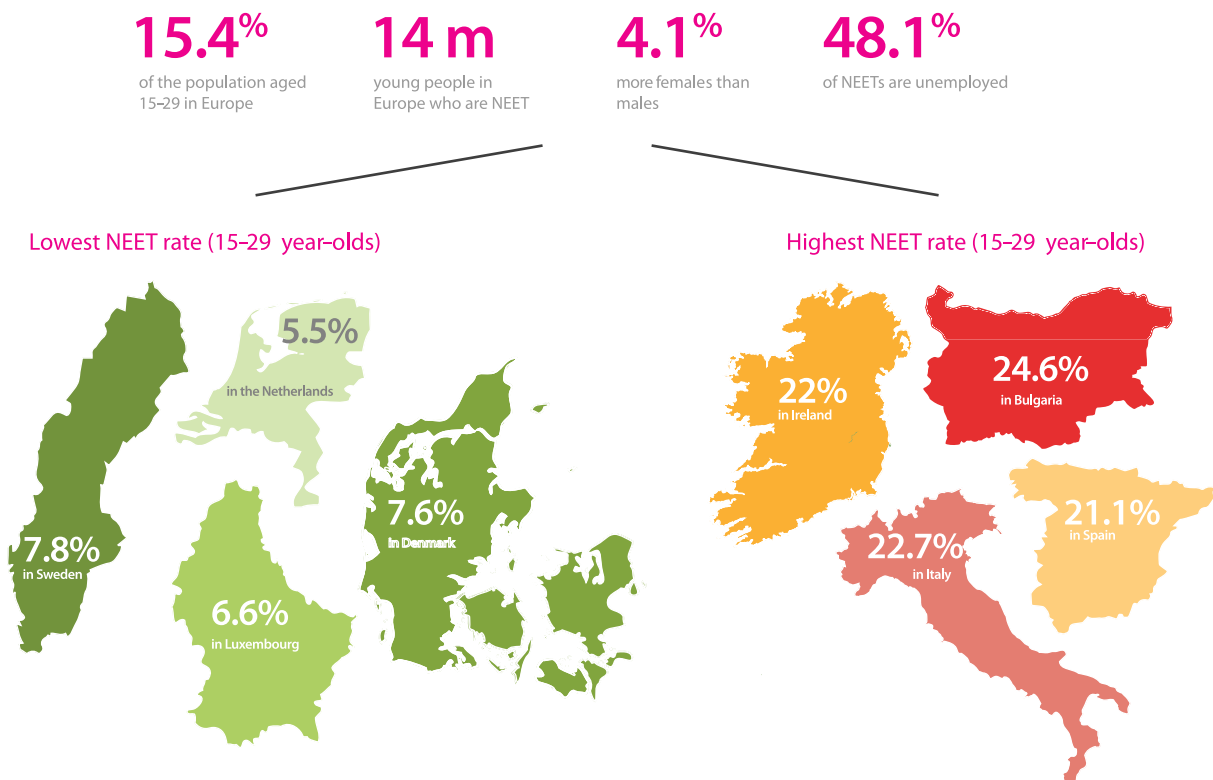 15.4%
of the population aged
15–29 in Europe
14 m
young people in
Europe who are NEET
4.1%
more females than
males
48.1%
of NEETs are unemployed
Lowest NEET rate (15–29 year–olds)
7.8%
in Sweden
5.5%
in the Netherlands
6.6%
in Luxembourg
7.6%
in Denmark
Highest NEET rate (15–29 year–olds)
22%
in Ireland
24.6%
in Bulgaria
22.7%
in Italy
21.1%
in Spain